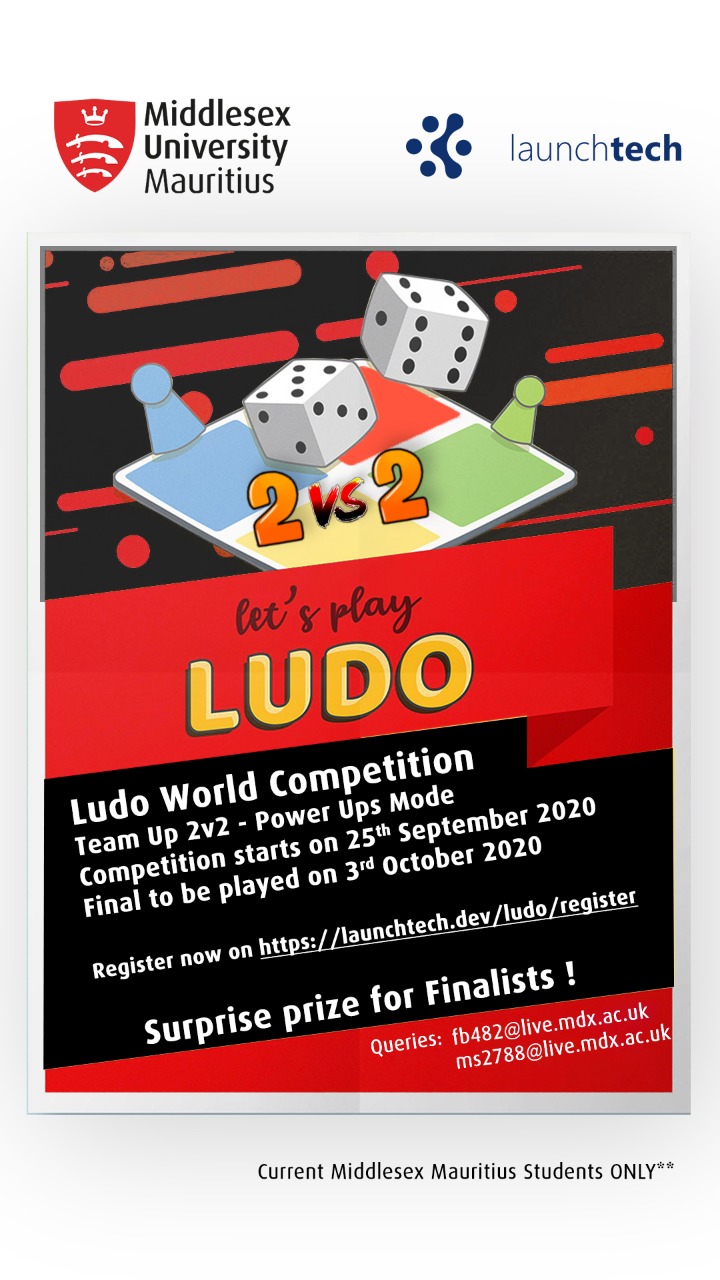 Middlesex
University
Mauritius
launchtech
2 vs 2
let's play
LUDO
Ludo World Competition
Team Up 2v2 - Power Ups Mode
Competition starts on 25th September 2020
Final to be played on 3rd October 2020
Register now on https://launchtech.dev/ludo/register
Surprise prize for Finalists !
Queries: fb482@live.mdx.ac.uk
ms2788@live.mdx.ac.uk
Current Middlesex Mauritius Students ONLY**